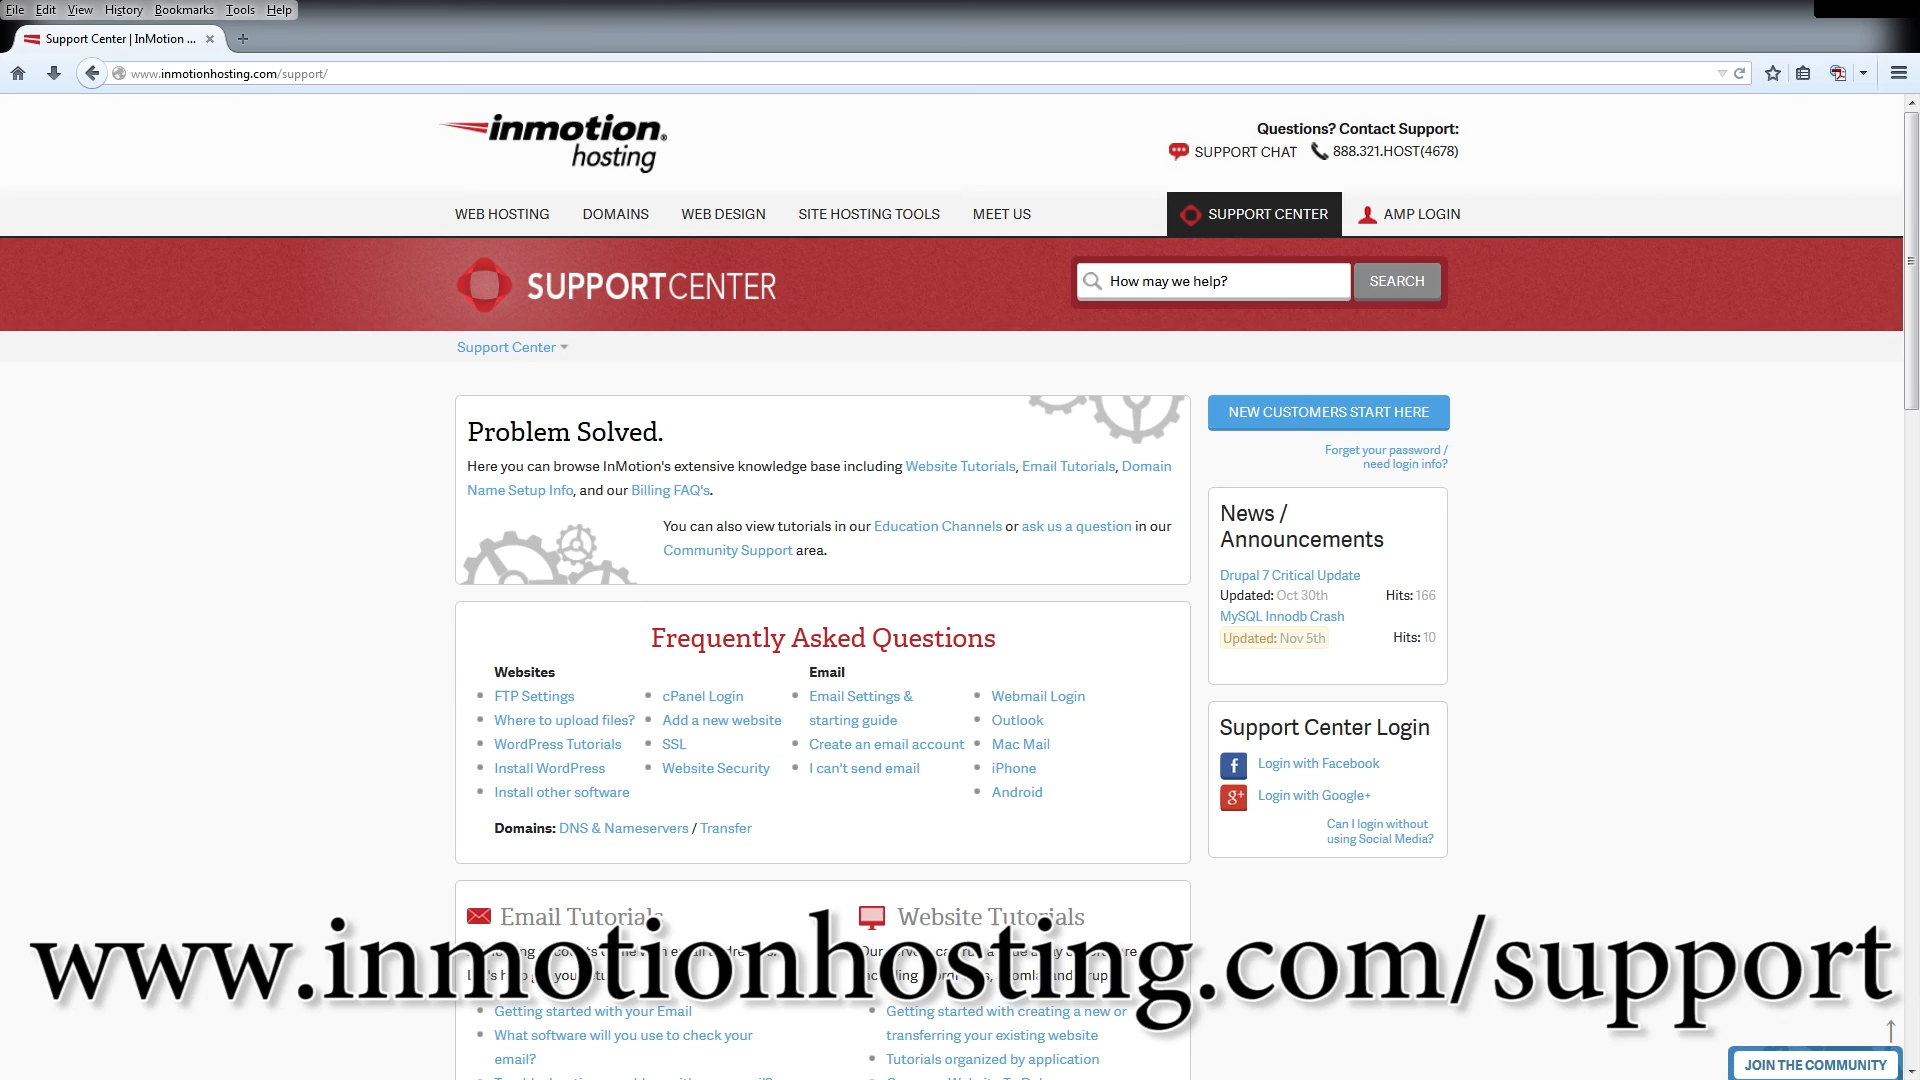 File Edit View History Bookmarks Tools Help
Support Center | InMotion ...
www.inmotionhosting.com/support/
inmotion® hosting
Questions? Contact Support:
SUPPORT CHAT 888.321.HOST(4678)
WEB HOSTING DOMAINS WEB DESIGN SITE HOSTING TOOLS MEET US SUPPORT CENTER AMP LOGIN
SUPPORTCENTER
How may we help? SEARCH
Support Center
Problem Solved.
Here you can browse InMotion's extensive knowledge base including Website Tutorials, Email Tutorials, Domain
Name Setup Info, and our Billing FAQ's.
You can also view tutorials in our Education Channels or ask us a question in our
Community Support area.
NEW CUSTOMERS START HERE
Forget your password /
need login info?
News /
Announcements
Drupal 7 Critical Update
Updated: Oct 30th Hits: 166
MySQL Innodb Crash
Updated: Nov 5th Hits: 10
Frequently Asked Questions
Websites
FTP Settings
Where to upload files?
WordPress Tutorials
Install WordPress
Install other software
cPanel Login
Add a new website
SSL
Website Security
Email
Email Settings &
starting guide
Create an email account
I can't send email
Webmail Login
Outlook
Mac Mail
iPhone
Android
Domains: DNS & Nameservers / Transfer
Support Center Login
f Login with Facebook
g+ Login with Google+
Can I login without
using Social Media?
Email Tutorials
Getting started with your Email
What software will you use to check your
email?
Website Tutorials
Getting started with creating a new or
transferring your existing website
Tutorials organized by application
www.inmotionhosting.com/support
JOIN THE COMMUNITY